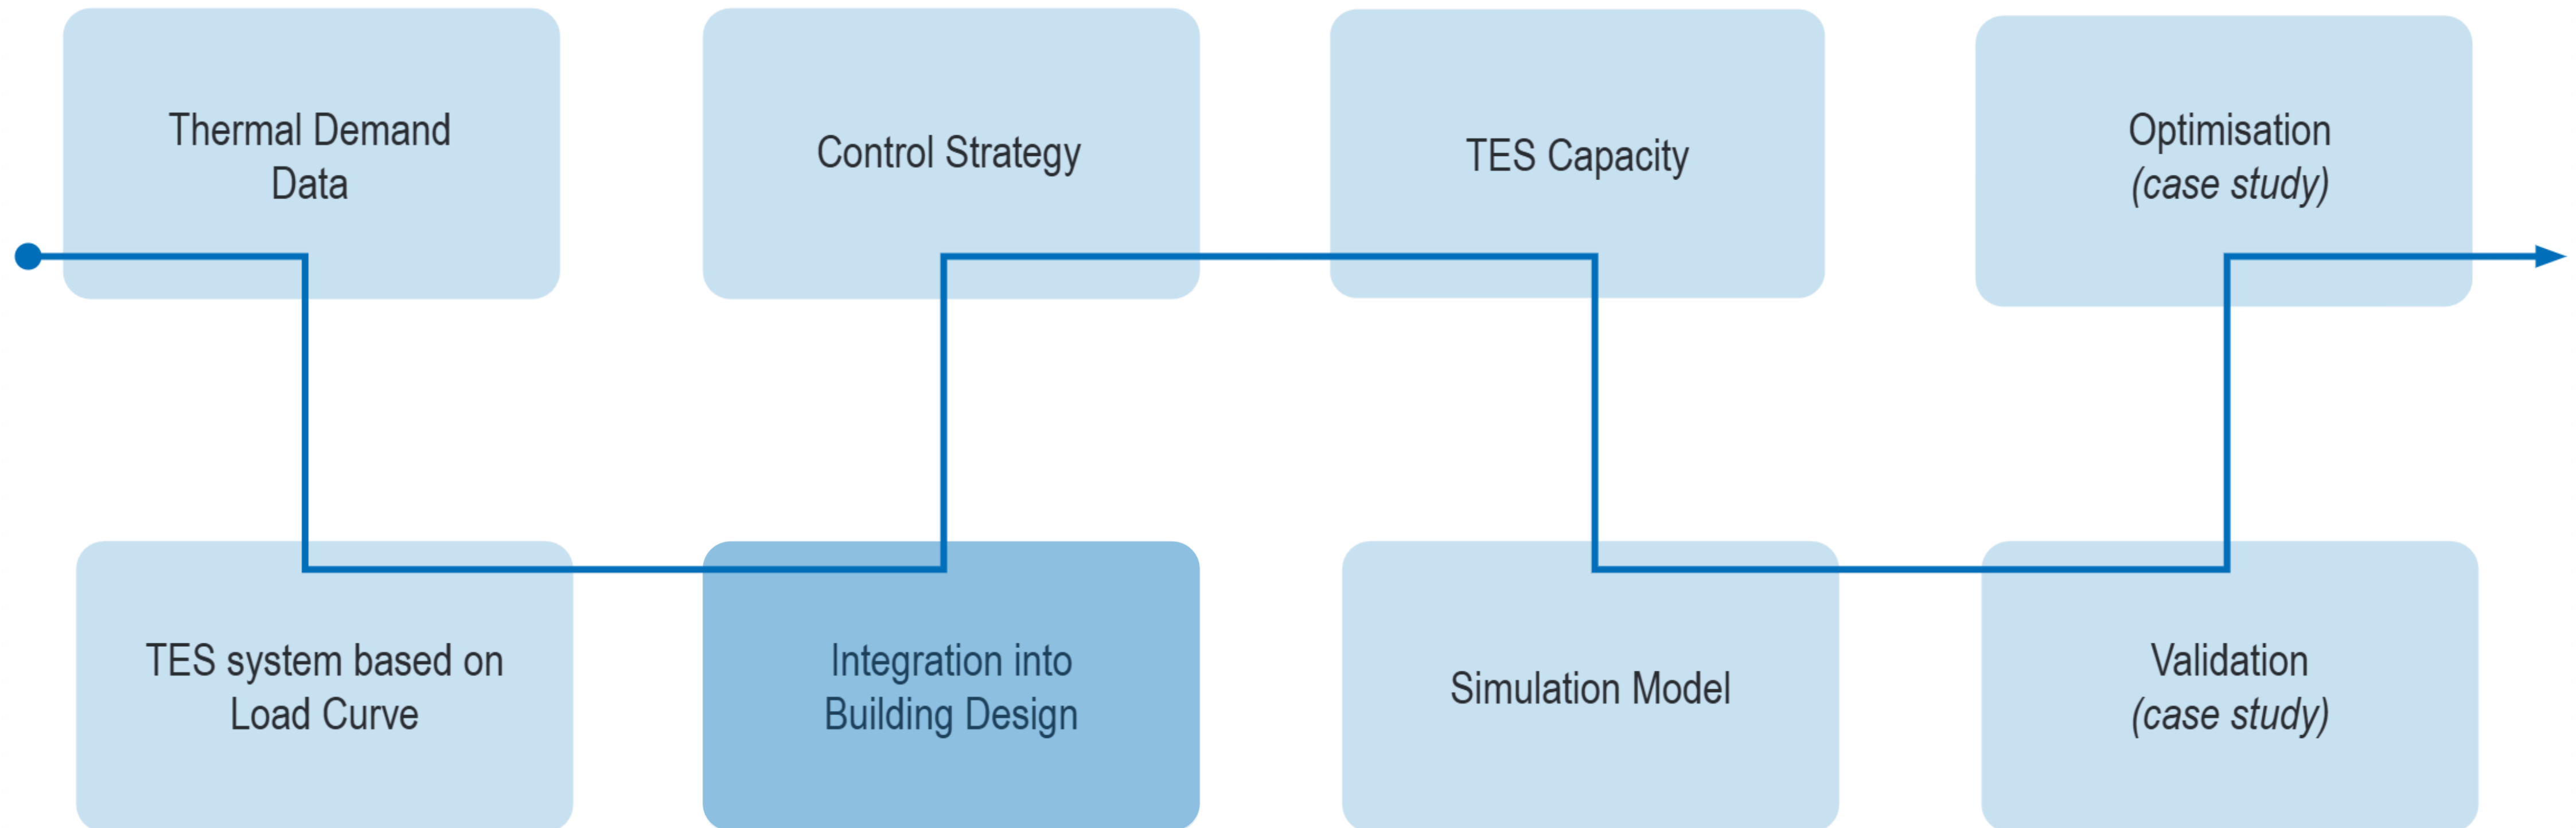 Thermal Demand
Data
Control Strategy
TES Capacity
Optimisation
(case study)
TES system based on
Load Curve
Integration into
Building Design
Simulation Model
Validation
(case study)